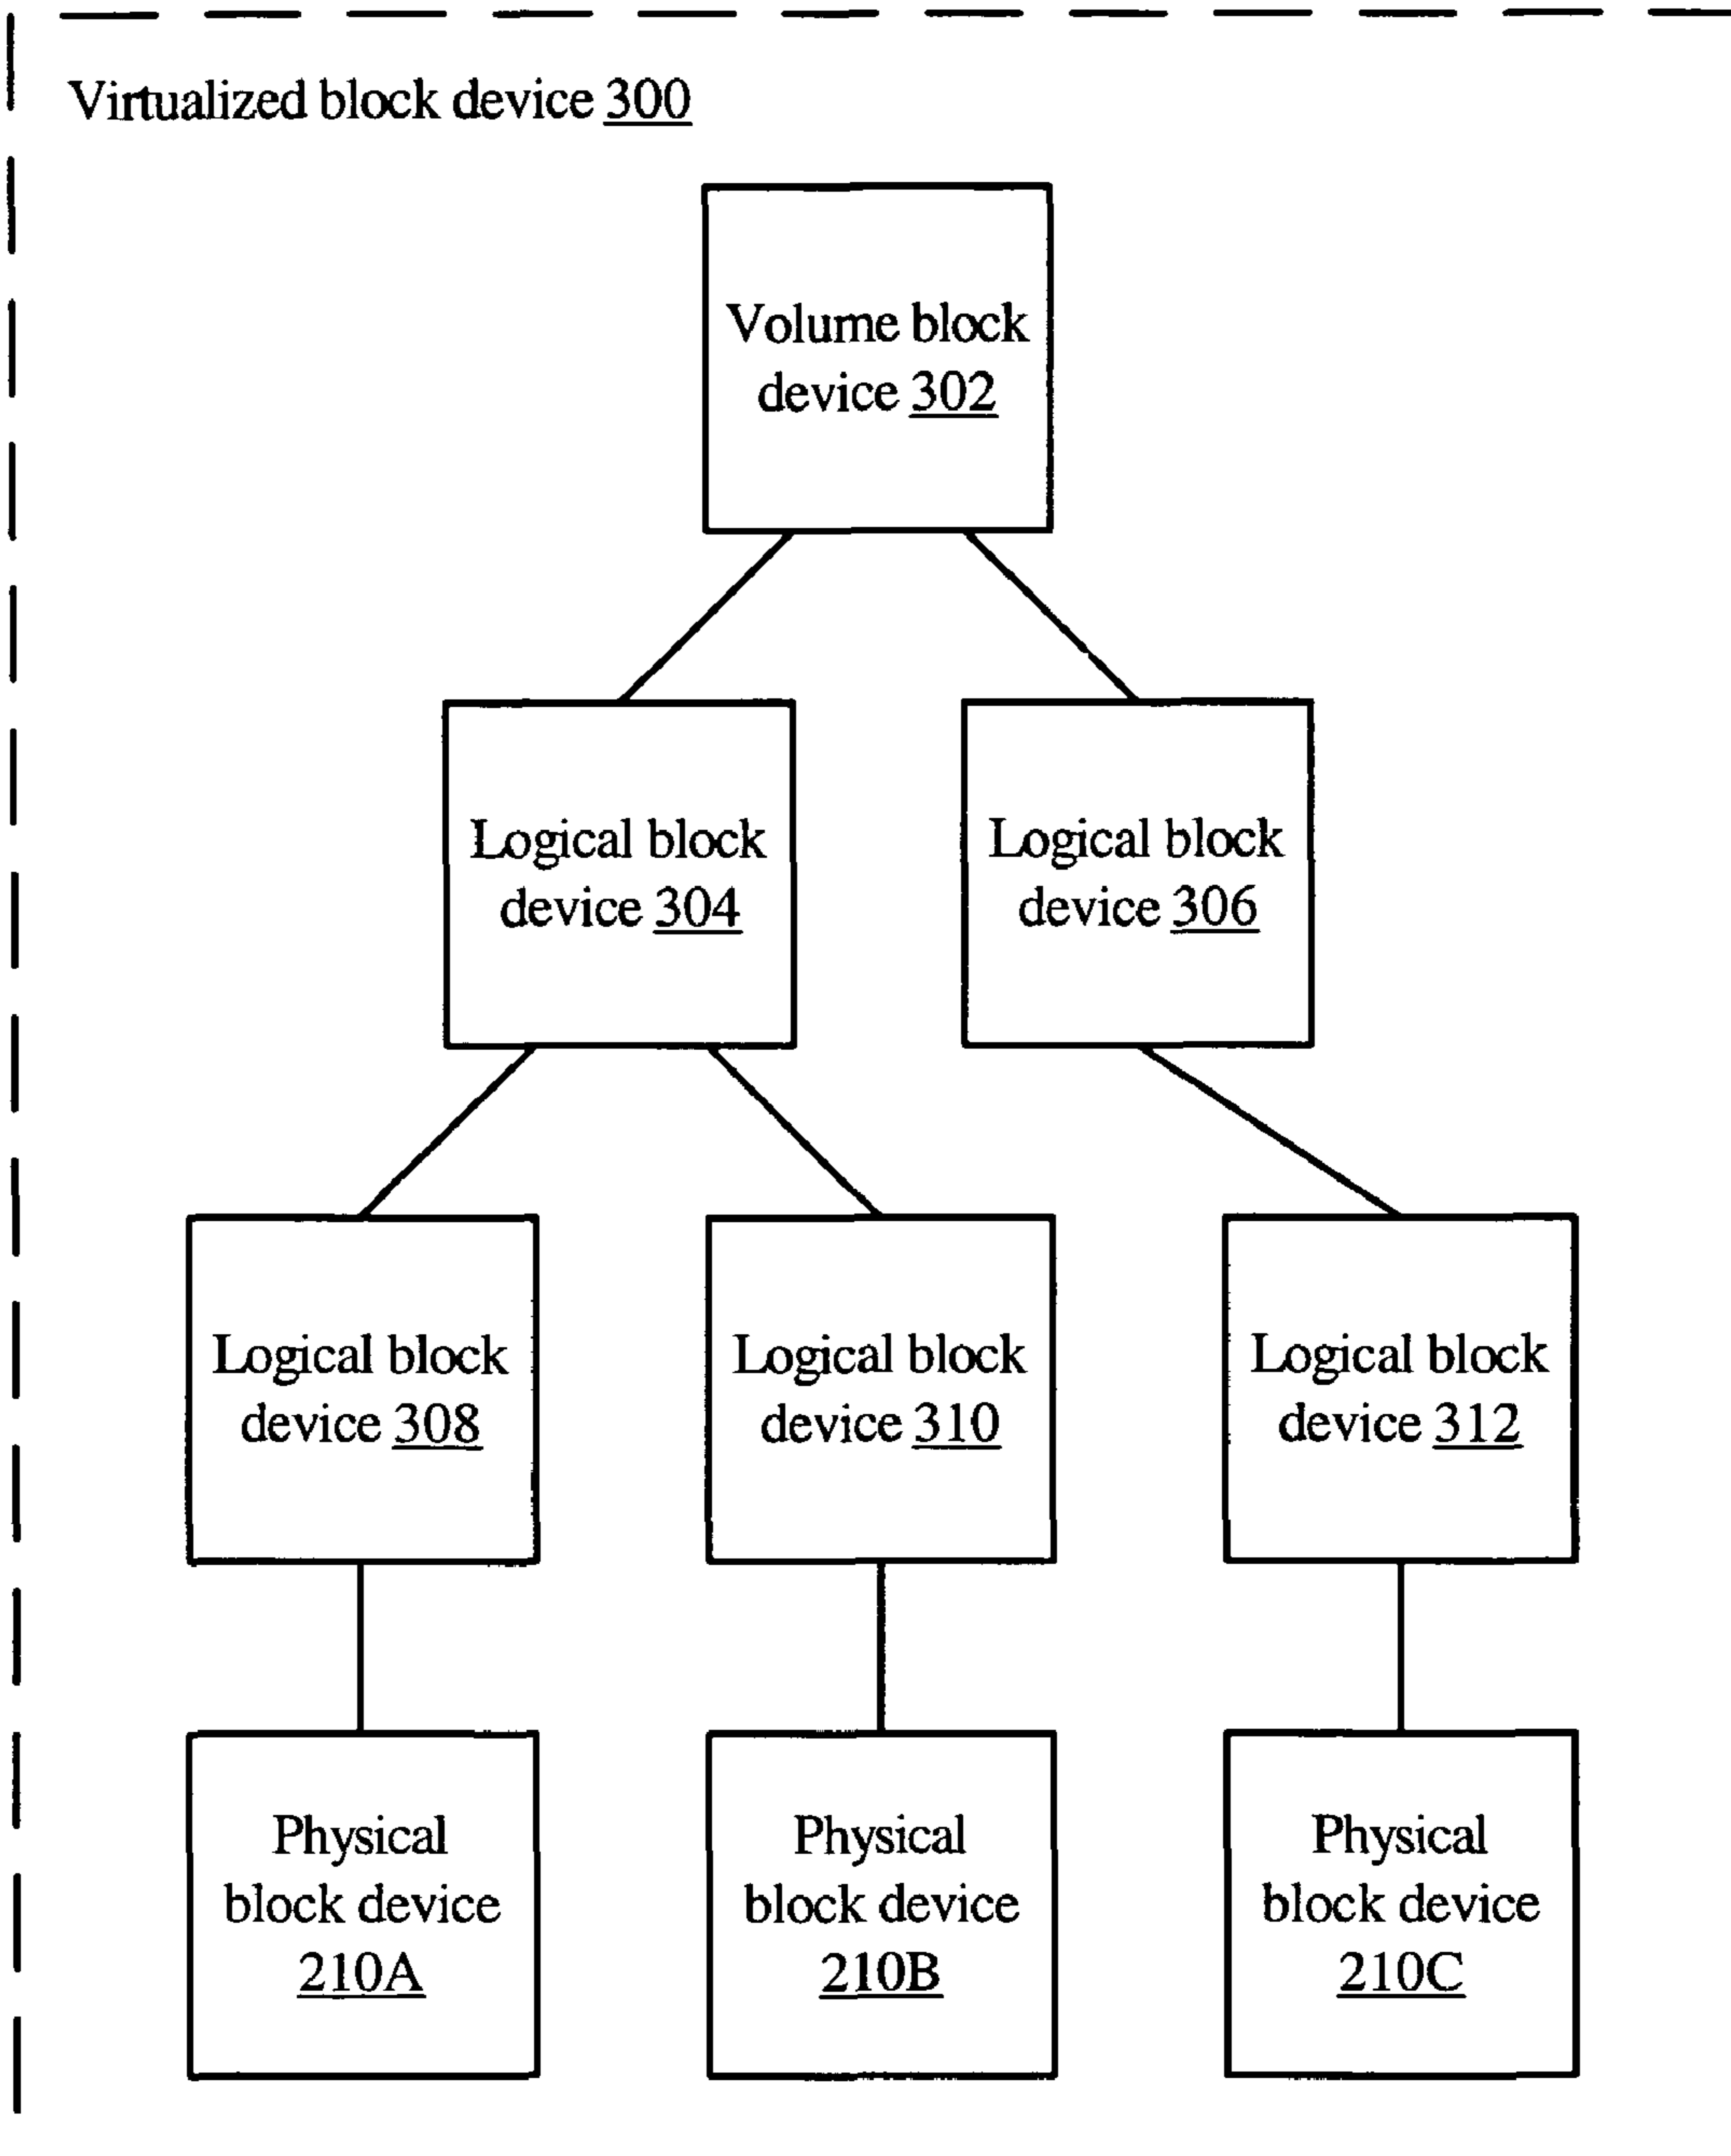 Virtualized block device 300
Volume block
device 302
Logical block
device 304
Logical block
device 306
Logical block
device 308
Logical block
device 310
Logical block
device 312
Physical
block device
210A
Physical
block device
210B
Physical
block device
210C